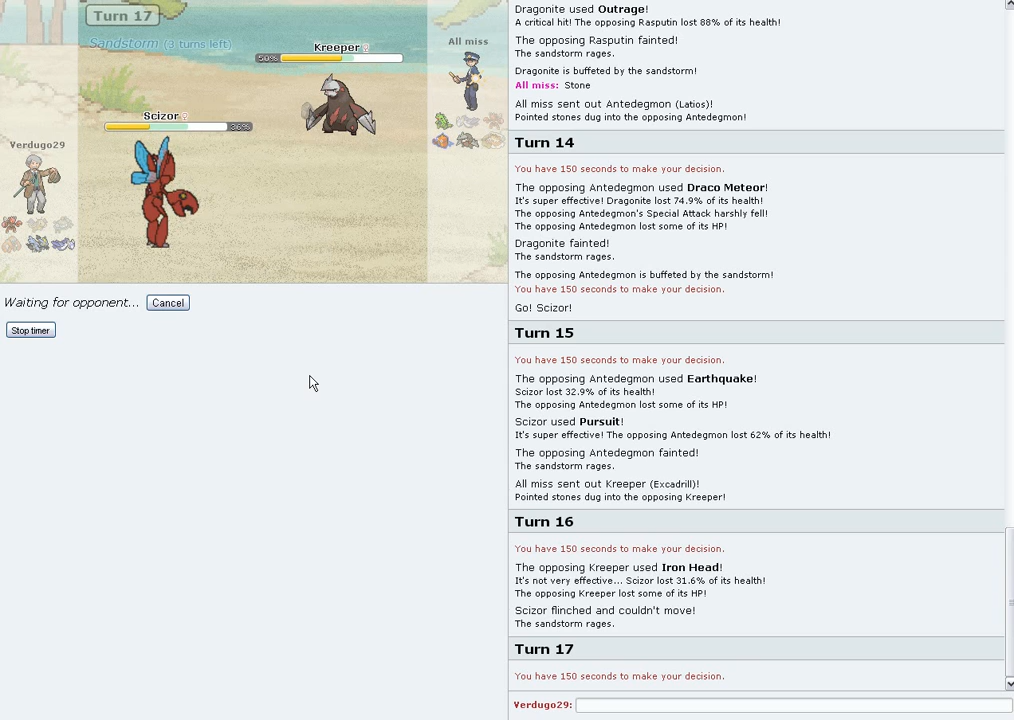 Turn 17
Sandstorm (3 turns left)
Kreeper
50%
All miss
Scizor
36%
Verdugo29
Waiting for opponent... Cancel
Stop timer
Dragonite used Outrage!
A critical hit! The opposing Rasputin lost 88% of its health!
The opposing Rasputin fainted!
The sandstorm rages.
Dragonite is buffeted by the sandstorm!
All miss: Stone
All miss sent out Antedegmon (Latios)!
Pointed stones dug into the opposing Antedegmon!
Turn 14
You have 150 seconds to make your decision.
The opposing Antedegmon used Draco Meteor!
It's super effective! Dragonite lost 74.9% of its health!
The opposing Antedegmon's Special Attack harshly fell!
The opposing Antedegmon lost some of its HP!
Dragonite fainted!
The sandstorm rages.
The opposing Antedegmon is buffeted by the sandstorm!
You have 150 seconds to make your decision.
Go! Scizor!
Turn 15
You have 150 seconds to make your decision.
The opposing Antedegmon used Earthquake!
Scizor lost 32.9% of its health!
The opposing Antedegmon lost some of its HP!
Scizor used Pursuit!
It's super effective! The opposing Antedegmon lost 62% of its health!
The opposing Antedegmon fainted!
The sandstorm rages.
All miss sent out Kreeper (Excadrill)!
Pointed stones dug into the opposing Kreeper!
Turn 16
You have 150 seconds to make your decision.
The opposing Kreeper used Iron Head!
It's not very effective... Scizor lost 31.6% of its health!
The opposing Kreeper lost some of its HP!
Scizor flinched and couldn't move!
The sandstorm rages.
Turn 17
You have 150 seconds to make your decision.
Verdugo29: